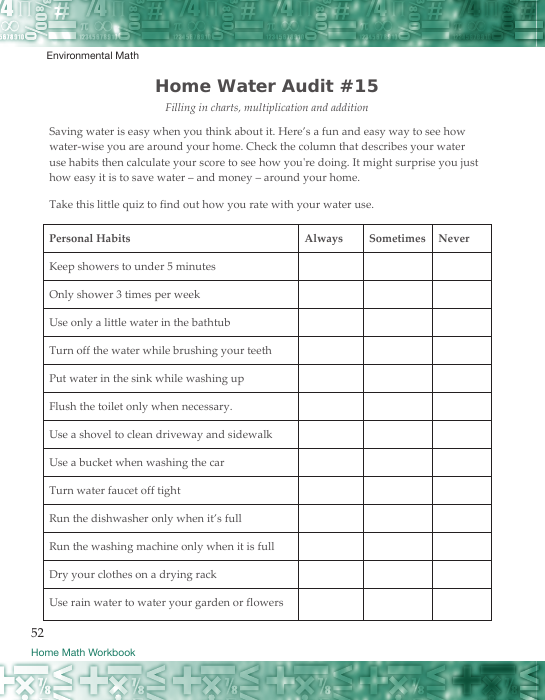 Environmental Math
Home Water Audit #15
Filling in charts, multiplication and addition
Saving water is easy when you think about it. Here's a fun and easy way to see how
water-wise you are around your home. Check the column that describes your water
use habits then calculate your score to see how you're doing. It might surprise you just
how easy it is to save water – and money – around your home.
Take this little quiz to find out how you rate with your water use.
Personal Habits Always Sometimes Never
Keep showers to under 5 minutes
Only shower 3 times per week
Use only a little water in the bathtub
Turn off the water while brushing your teeth
Put water in the sink while washing up
Flush the toilet only when necessary.
Use a shovel to clean driveway and sidewalk
Use a bucket when washing the car
Turn water faucet off tight
Run the dishwasher only when it's full
Run the washing machine only when it is full
Dry your clothes on a drying rack
Use rain water to water your garden or flowers
52
Home Math Workbook